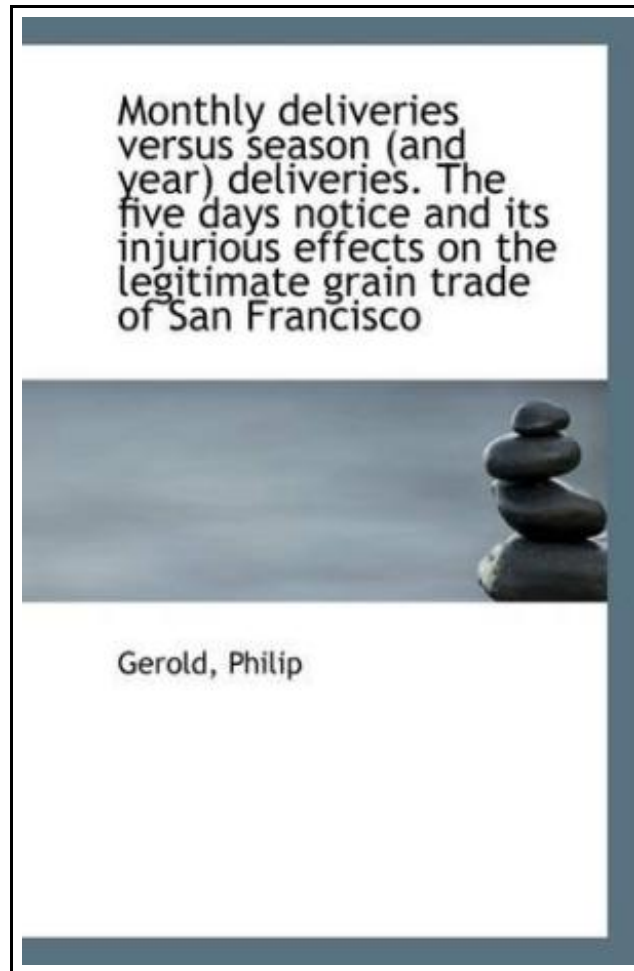 Monthly deliveries
versus season (and
year) deliveries. The
five days notice and its
injurious effects on the
legitimate grain trade
of San Francisco
Gerold, Philip